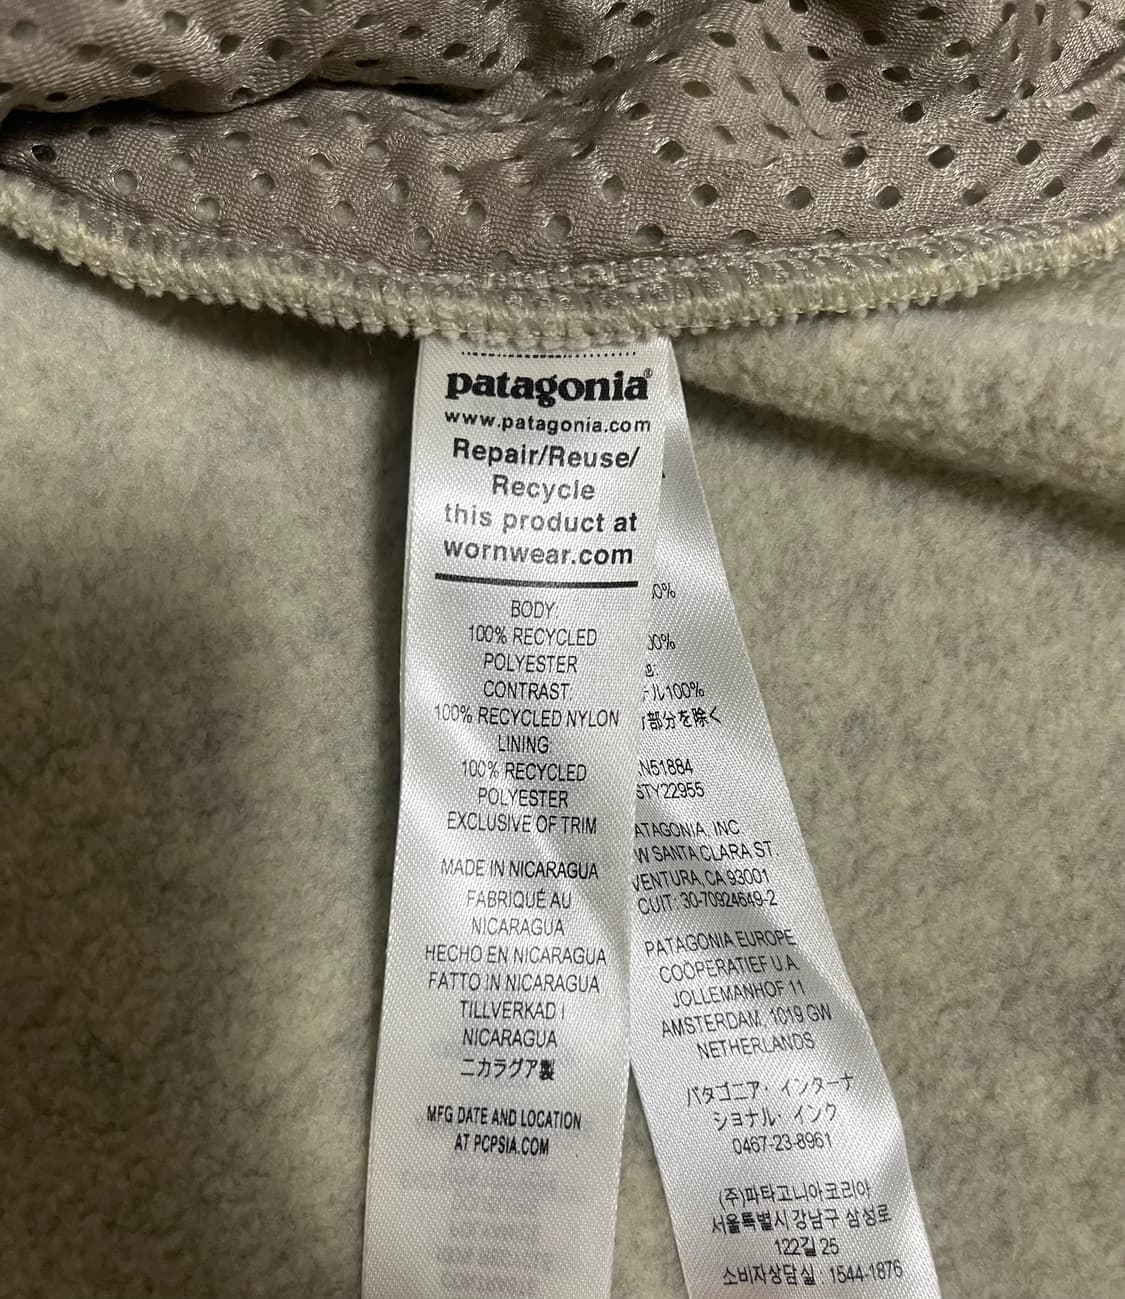 patagonia®
www.patagonia.com
Repair/Reuse/
Recycle
this product at
wornwear.com
BODY
100% RECYCLED
POLYESTER
CONTRAST
100% RECYCLED NYLON
LINING
100% RECYCLED
POLYESTER
EXCLUSIVE OF TRIM
MADE IN NICARAGUA
FABRIQUÉ AU
NICARAGUA
HECHO EN NICARAGUA
FATTO IN NICARAGUA
TILLVERKAD I
NICARAGUA
ニカラグア製
MFG DATE AND LOCATION
AT PCPSIA.COM
0%
00%
ル100%
部分を除く
N51884
STY22955
ATAGONIA, INC.
W SANTA CLARA ST.
VENTURA, CA 93001
CUIT: 30-70924649-2
PATAGONIA EUROPE
COÖPERATIEF U.A.
JOLLEMANHOF 11
AMSTERDAM, 1019 GW
NETHERLANDS
パタゴニア・インターナ
ショナル・インク
0467-23-8961
(주)파타고니아코리아
서울특별시 강남구 삼성로
122길 25
소비자상담실 : 1544-1876